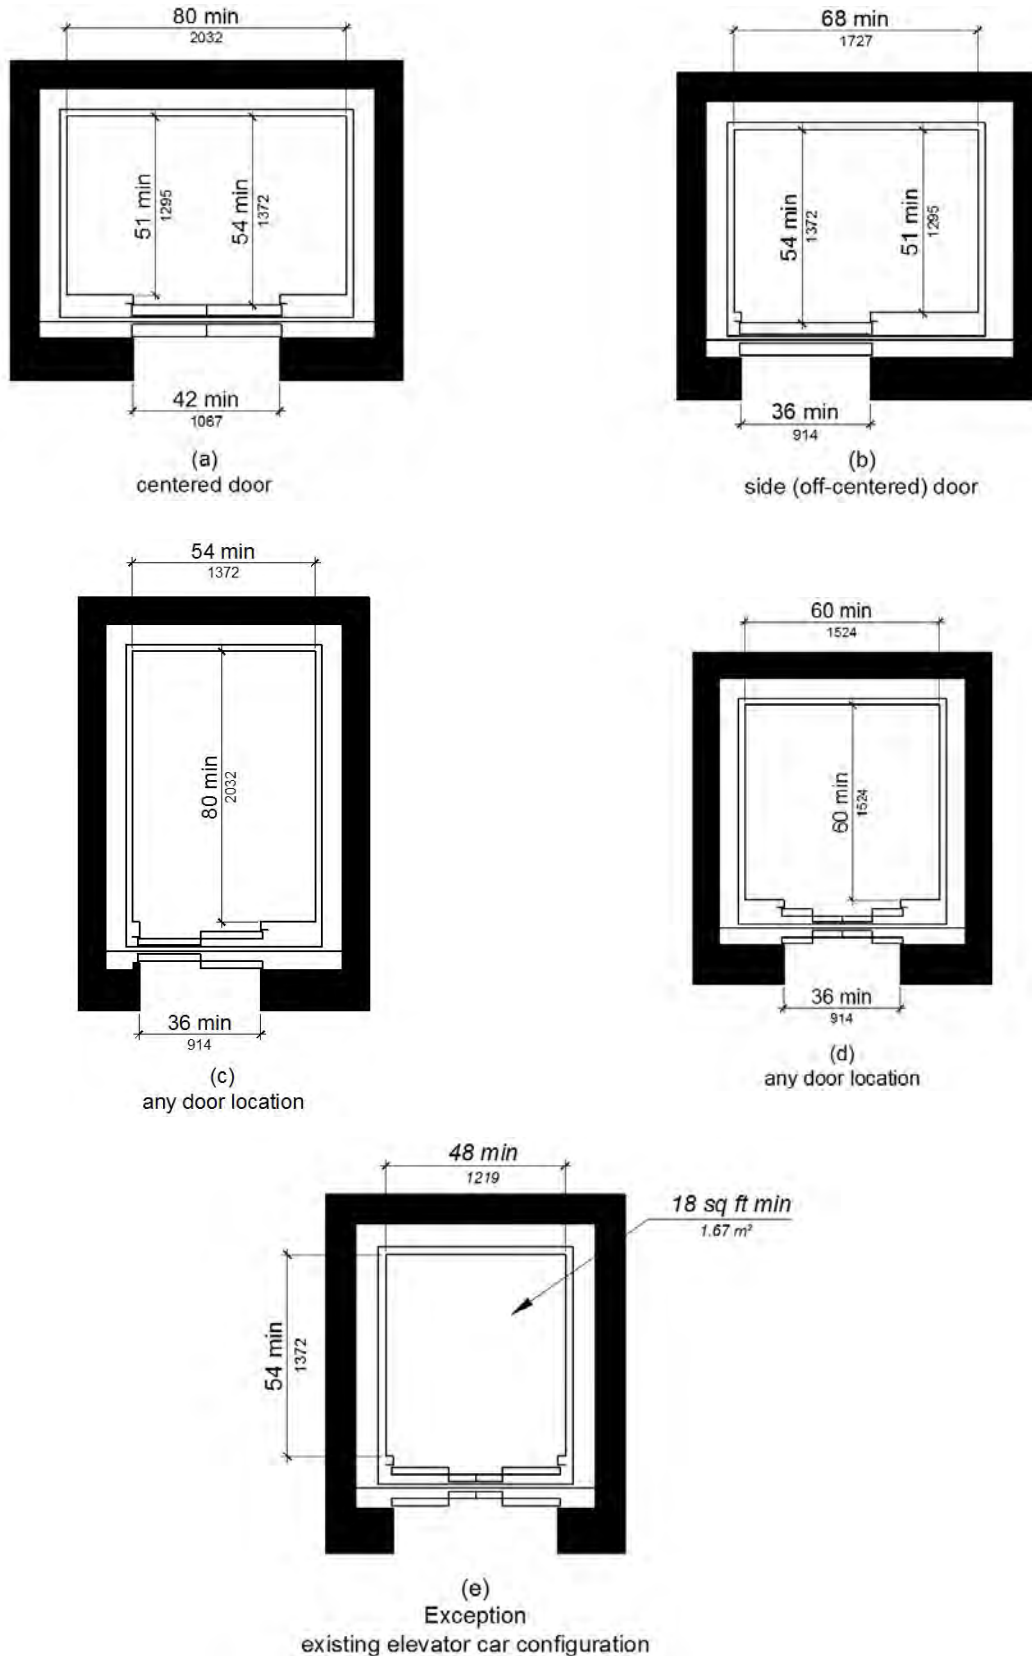 80 min
2032
51 min
1295
54 min
1372
42 min
1067
(a)
centered door
68 min
1727
54 min
1372
51 min
1295
36 min
914
(b)
side (off-centered) door
54 min
1372
80 min
2032
36 min
914
(c)
any door location
60 min
1524
60 min
1524
36 min
914
(d)
any door location
48 min
1219
18 sq ft min
1.67 m²
54 min
1372
(e)
Exception
existing elevator car configuration